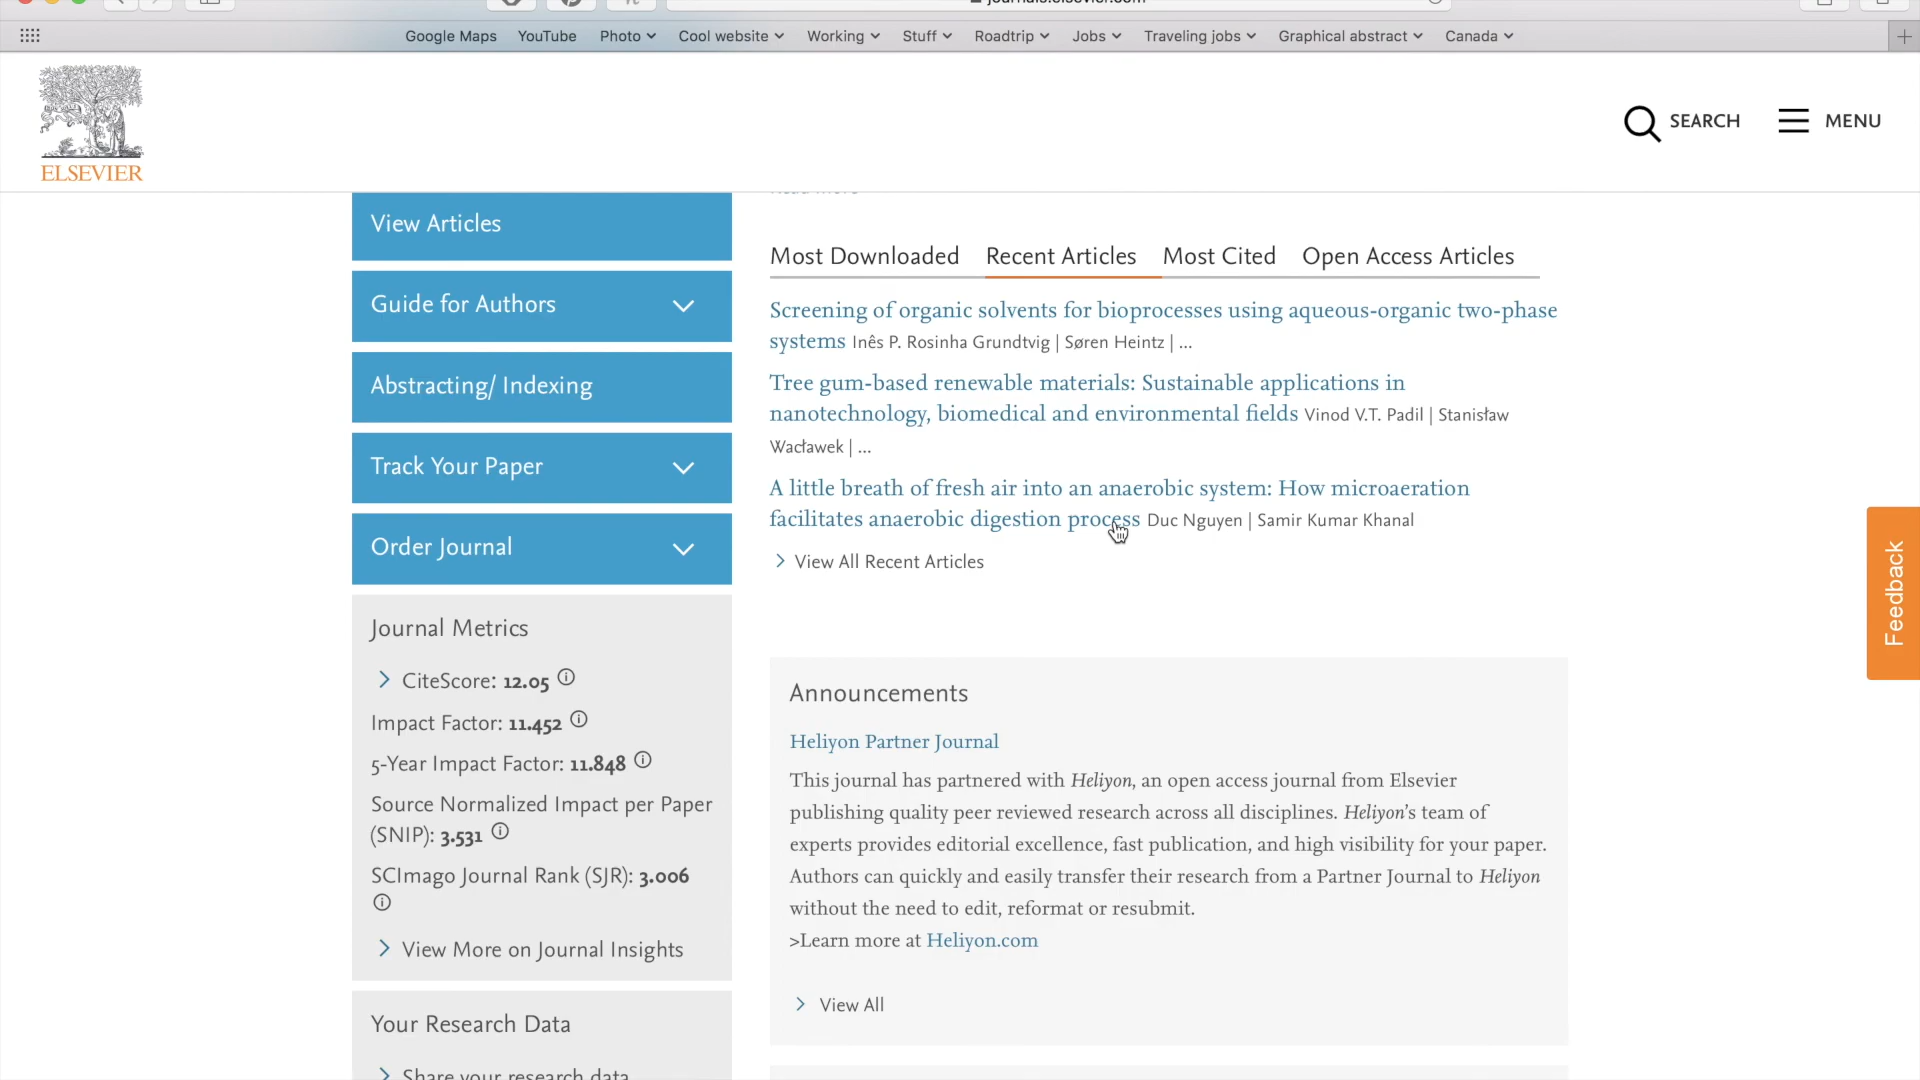 journals.elsevier.com
Google Maps YouTube Photo Cool website Working Stuff Roadtrip Jobs Traveling jobs Graphical abstract Canada
ELSEVIER
SEARCH MENU
View Articles
Guide for Authors
Abstracting/ Indexing
Track Your Paper
Order Journal
Journal Metrics
CiteScore: 12.05
Impact Factor: 11.452
5-Year Impact Factor: 11.848
Source Normalized Impact per Paper
(SNIP): 3.531
SCImago Journal Rank (SJR): 3.006
View More on Journal Insights
Your Research Data
Share your research data
Read More
Most Downloaded Recent Articles Most Cited Open Access Articles
Screening of organic solvents for bioprocesses using aqueous-organic two-phase
systems Inês P. Rosinha Grundtvig | Søren Heintz | ...
Tree gum-based renewable materials: Sustainable applications in
nanotechnology, biomedical and environmental fields Vinod V.T. Padil | Stanisław
Wacławek | ...
A little breath of fresh air into an anaerobic system: How microaeration
facilitates anaerobic digestion process Duc Nguyen | Samir Kumar Khanal
View All Recent Articles
Announcements
Heliyon Partner Journal
This journal has partnered with Heliyon, an open access journal from Elsevier
publishing quality peer reviewed research across all disciplines. Heliyon's team of
experts provides editorial excellence, fast publication, and high visibility for your paper.
Authors can quickly and easily transfer their research from a Partner Journal to Heliyon
without the need to edit, reformat or resubmit.
>Learn more at Heliyon.com
View All
Feedback